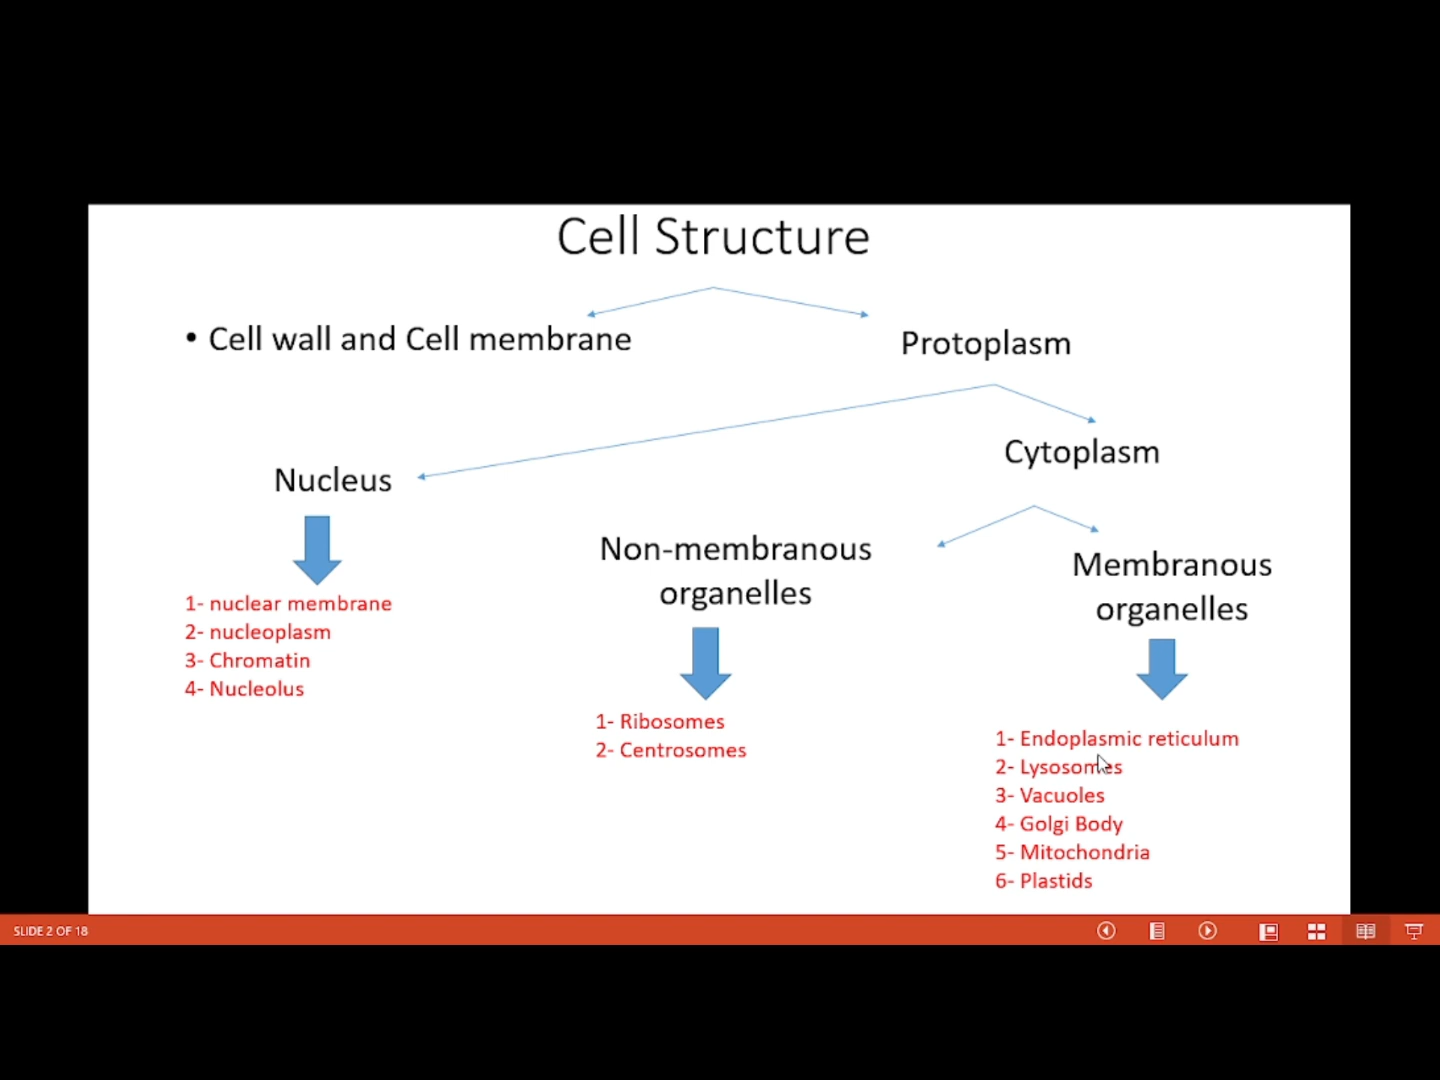 Cell Structure
• Cell wall and Cell membrane
Protoplasm
Cytoplasm
Nucleus
Non-membranous
organelles
Membranous
organelles
1- nuclear membrane
2- nucleoplasm
3- Chromatin
4- Nucleolus
1- Ribosomes
2- Centrosomes
1- Endoplasmic reticulum
2- Lysosomes
3- Vacuoles
4- Golgi Body
5- Mitochondria
6- Plastids
SLIDE 2 OF 18